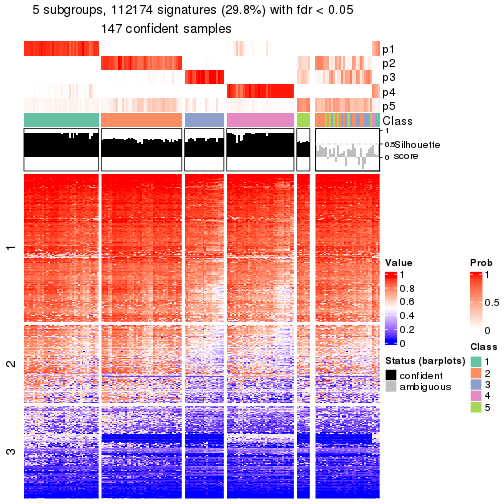 5 subgroups, 112174 signatures (29.8%) with fdr < 0.05
147 confident samples
p1
p2
p3
p4
p5
Class
1
0.5
0
Silhouette
score
1
2
3
Value
1
0.8
0.6
0.4
0.2
0
Status (barplots)
confident
ambiguous
Prob
1
0.5
0
Class
1
2
3
4
5